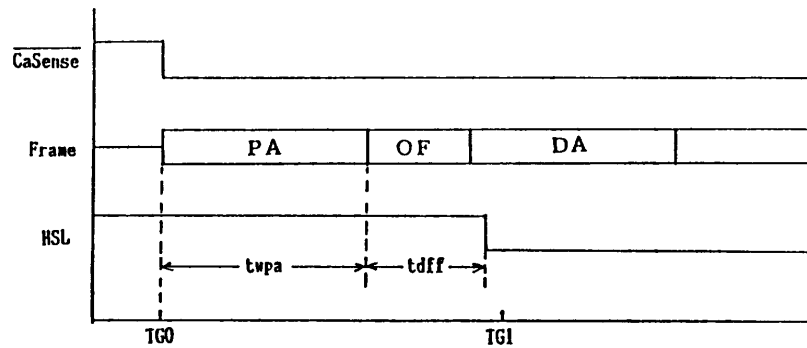 CaSense
Frame
PA
OF
DA
HSL
twpa
tdff
TG0
TG1